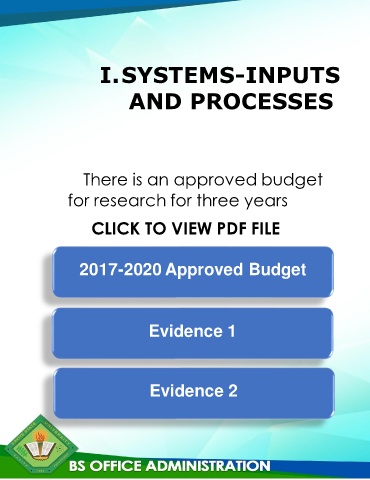 I.SYSTEMS-INPUTS
AND PROCESSES
There is an approved budget
for research for three years
CLICK TO VIEW PDF FILE
2017-2020 Approved Budget
Evidence 1
Evidence 2
BS OFFICE ADMINISTRATION